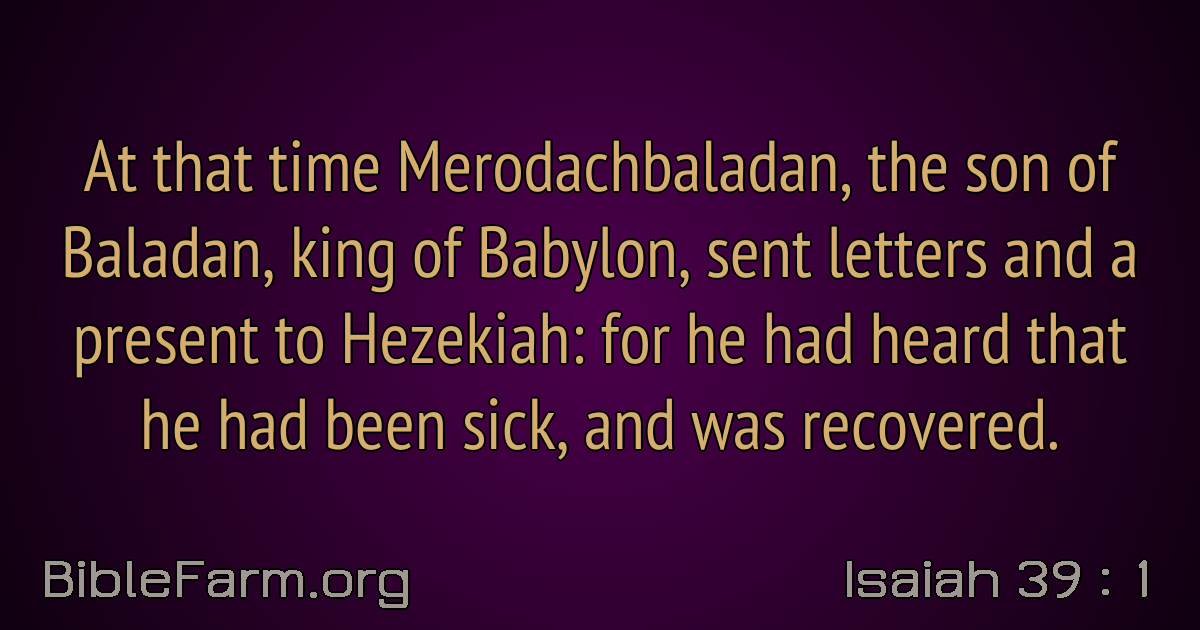 At that time Merodachbaladan, the son of
Baladan, king of Babylon, sent letters and a
present to Hezekiah: for he had heard that
he had been sick, and was recovered.
BibleFarm.org
Isaiah 39 : 1